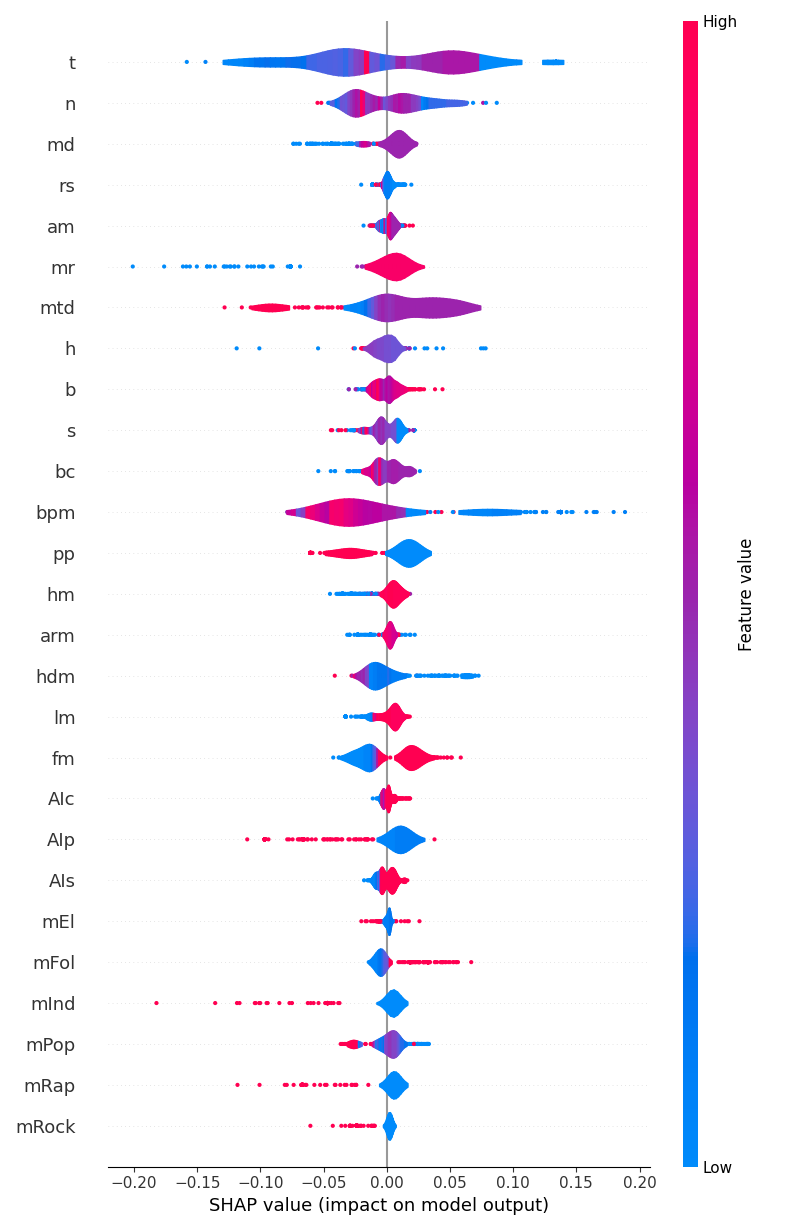 High
t
n
md
rs
am
mr
mtd
h
b
s
bc
bpm
pp
hm
arm
hdm
lm
fm
AIc
AIp
AIs
mEl
mFol
mInd
mPop
mRap
mRock
Feature value
Low
−0.20 −0.15 −0.10 −0.05 0.00 0.05 0.10 0.15 0.20
SHAP value (impact on model output)